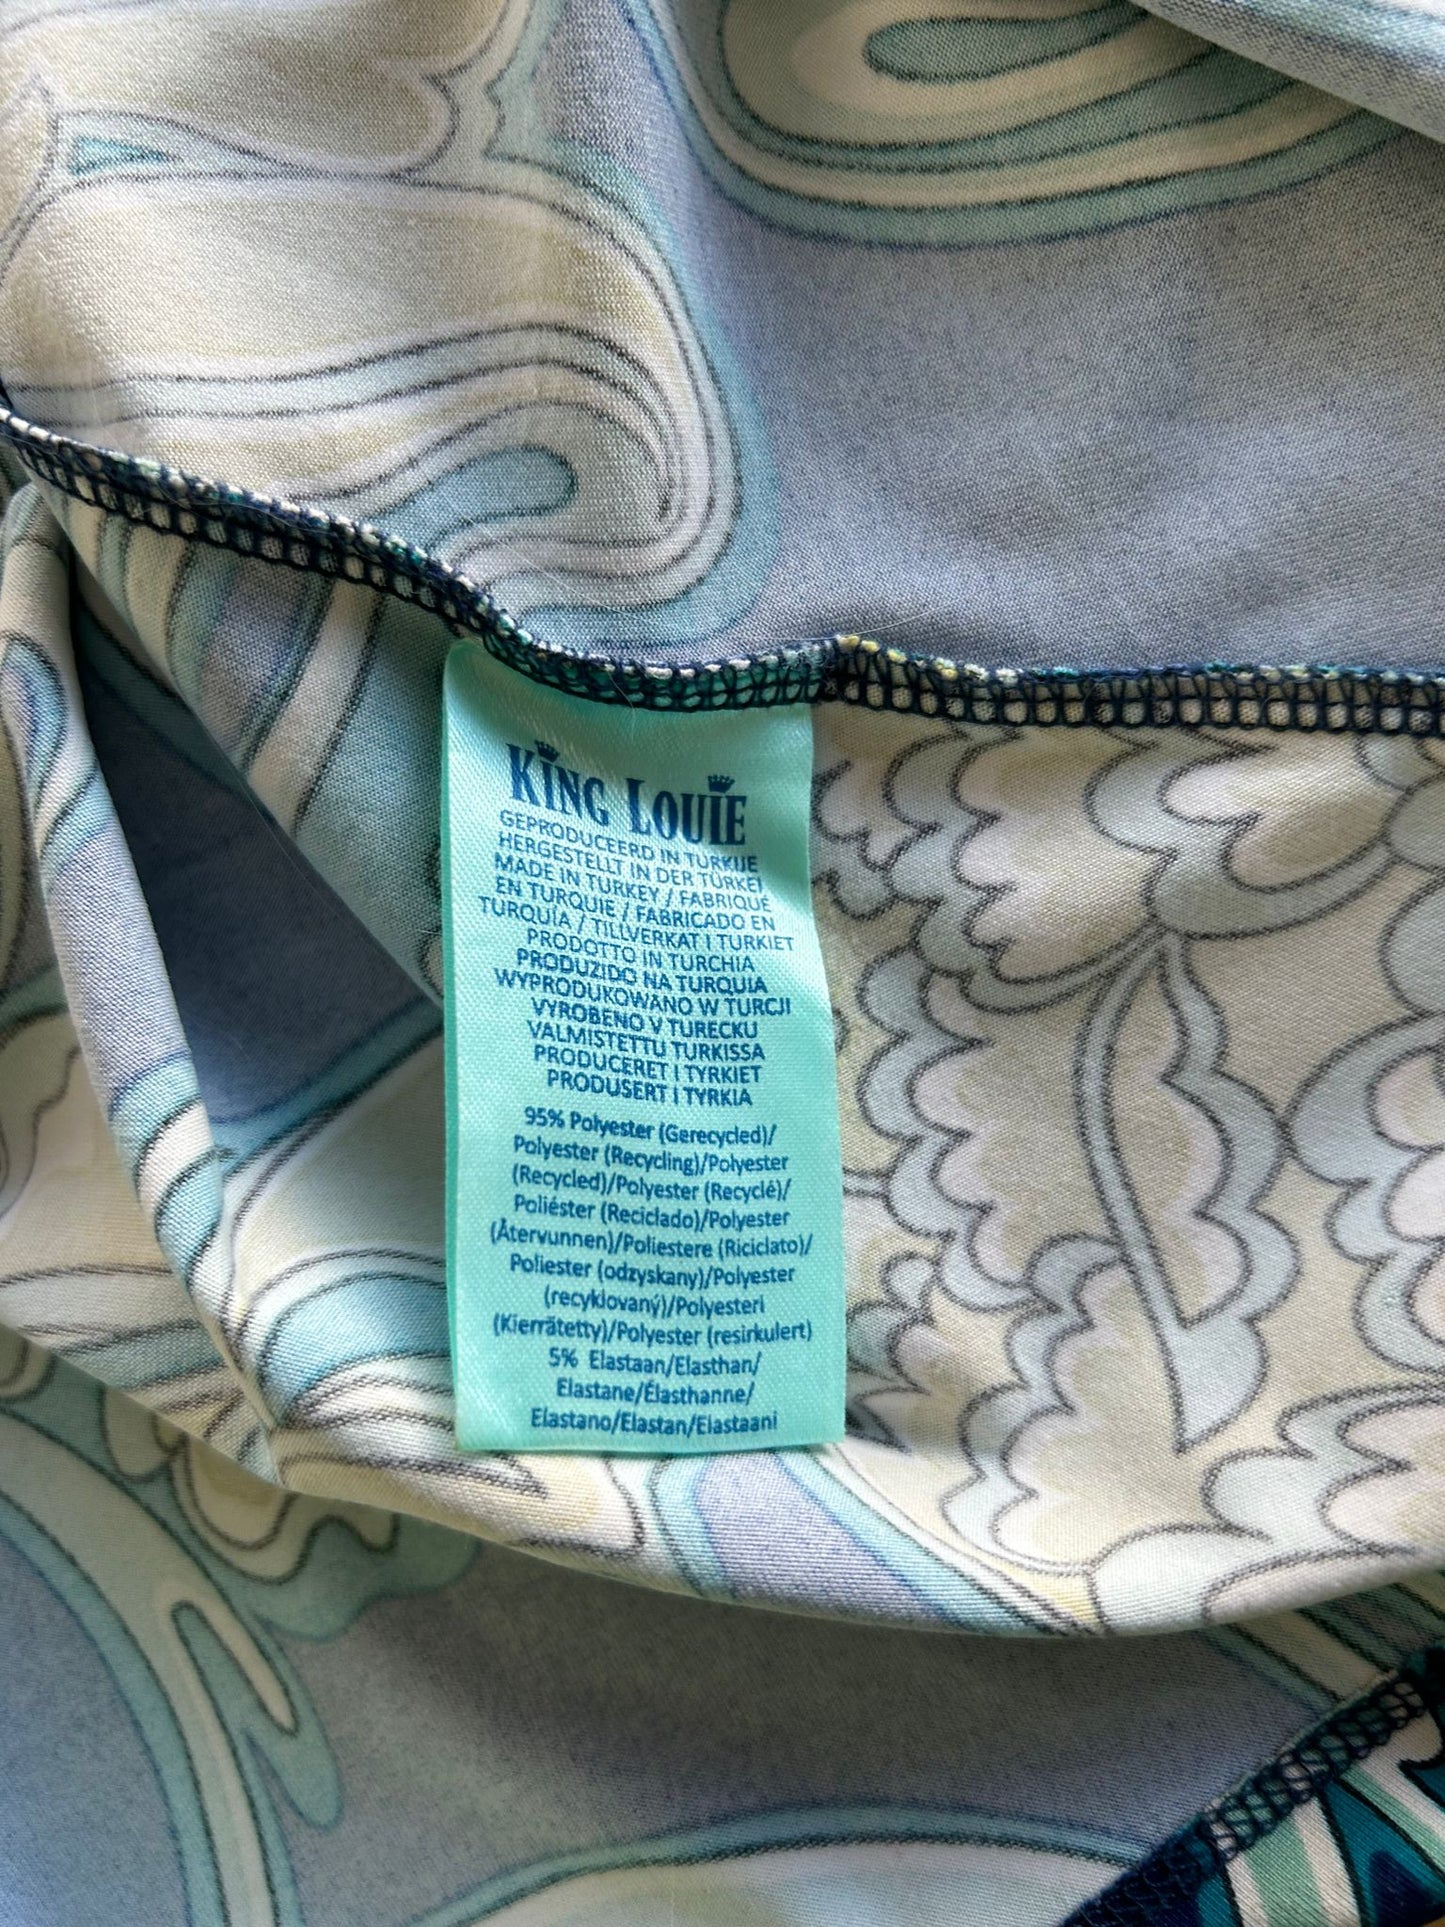 KING LOUIE
GEPRODUCEERD IN TURKIJE
HERGESTELLT IN DER TÜRKEI
MADE IN TURKEY / FABRIQUÉ
EN TURQUIE / FABRICADO EN
TURQUÍA / TILLVERKAT I TURKIET
PRODOTTO IN TURCHIA
PRODUZIDO NA TURQUIA
WYPRODUKOWANO W TURCJI
VYROBENO V TURECKU
VALMISTETTU TURKISSA
PRODUCERET I TYRKIET
PRODUSERT I TYRKIA
95% Polyester (Gerecycled)/
Polyester (Recycling)/Polyester
(Recycled)/Polyester (Recyclé)/
Poliéster (Reciclado)/Polyester
(Återvunnen)/Poliestere (Riciclato)/
Poliester (odzyskany)/Polyester
(recyklovaný)/Polyesteri
(Kierrätetty)/Polyester (resirkulert)
5% Elastaan/Elasthan/
Elastane/Élasthanne/
Elastano/Elastan/Elastaani